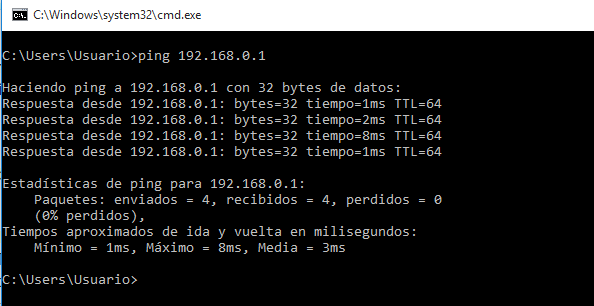 C:\Windows\system32\cmd.exe
C:\Users\Usuario>ping 192.168.0.1
Haciendo ping a 192.168.0.1 con 32 bytes de datos:
Respuesta desde 192.168.0.1: bytes=32 tiempo=1ms TTL=64
Respuesta desde 192.168.0.1: bytes=32 tiempo=2ms TTL=64
Respuesta desde 192.168.0.1: bytes=32 tiempo=8ms TTL=64
Respuesta desde 192.168.0.1: bytes=32 tiempo=1ms TTL=64
Estadísticas de ping para 192.168.0.1:
Paquetes: enviados = 4, recibidos = 4, perdidos = 0
(0% perdidos),
Tiempos aproximados de ida y vuelta en milisegundos:
Mínimo = 1ms, Máximo = 8ms, Media = 3ms
C:\Users\Usuario>